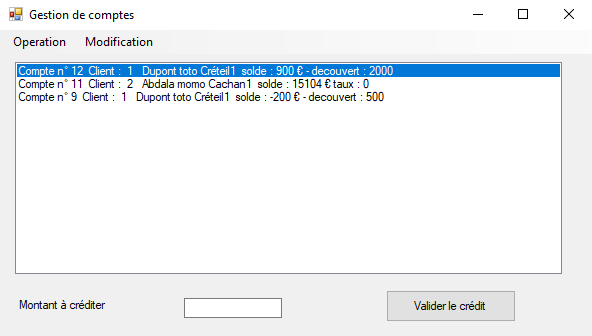 Gestion de comptes
Operation Modification
Compte n° 12 Client : 1 Dupont toto Créteil1 solde : 900 € - decouvert : 2000
Compte n° 11 Client : 2 Abdala momo Cachan1 solde : 15104 € taux : 0
Compte n° 9 Client : 1 Dupont toto Créteil1 solde : -200 € - decouvert : 500
Montant à créditer Valider le crédit